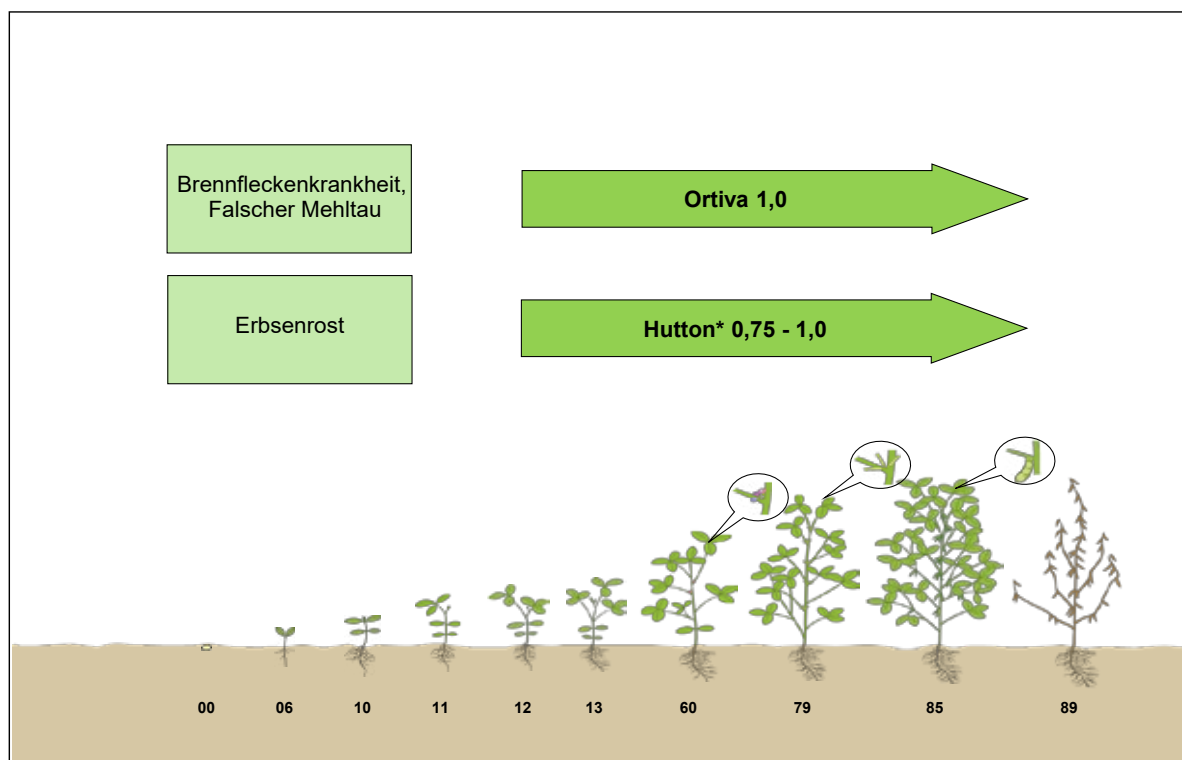 Brennfleckenkrankheit,
Falscher Mehltau
Ortiva 1,0
Erbsenrost
Hutton* 0,75 - 1,0
00 06 10 11 12 13 60 79 85 89